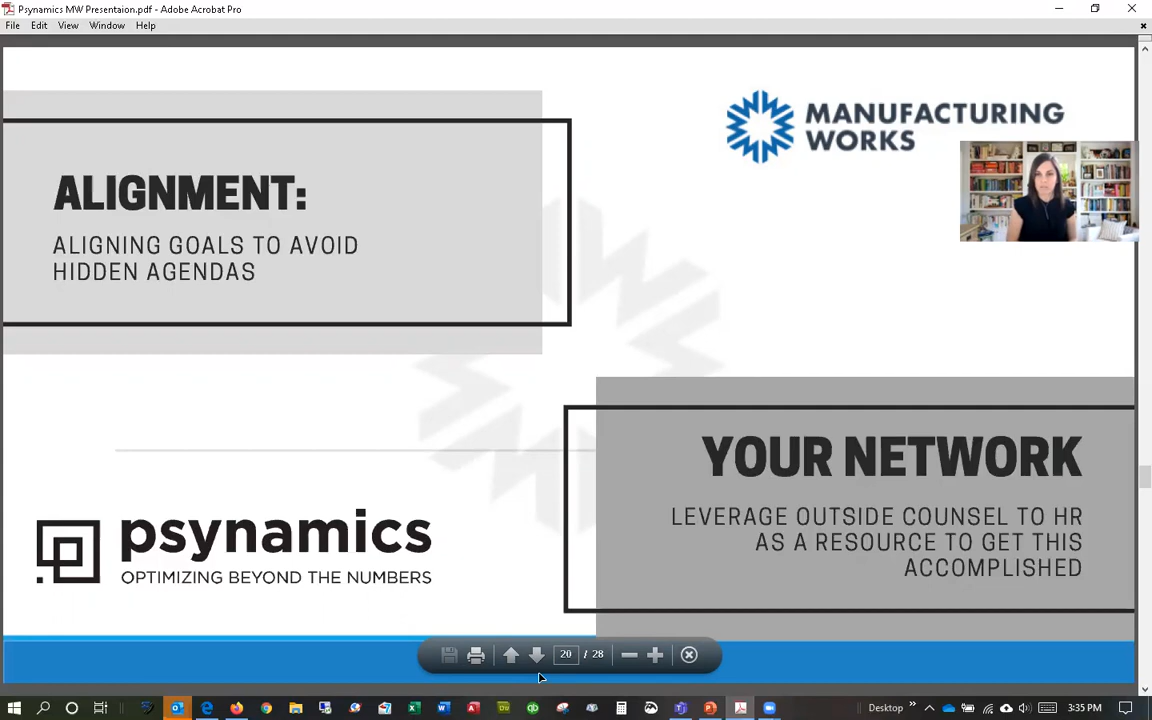 Psynamics MW Presentaion.pdf - Adobe Acrobat Pro
File Edit View Window Help
MANUFACTURING
WORKS
ALIGNMENT:
ALIGNING GOALS TO AVOID
HIDDEN AGENDAS
YOUR NETWORK
LEVERAGE OUTSIDE COUNSEL TO HR
AS A RESOURCE TO GET THIS
ACCOMPLISHED
psynamics
OPTIMIZING BEYOND THE NUMBERS
20 / 28
Desktop
3:35 PM